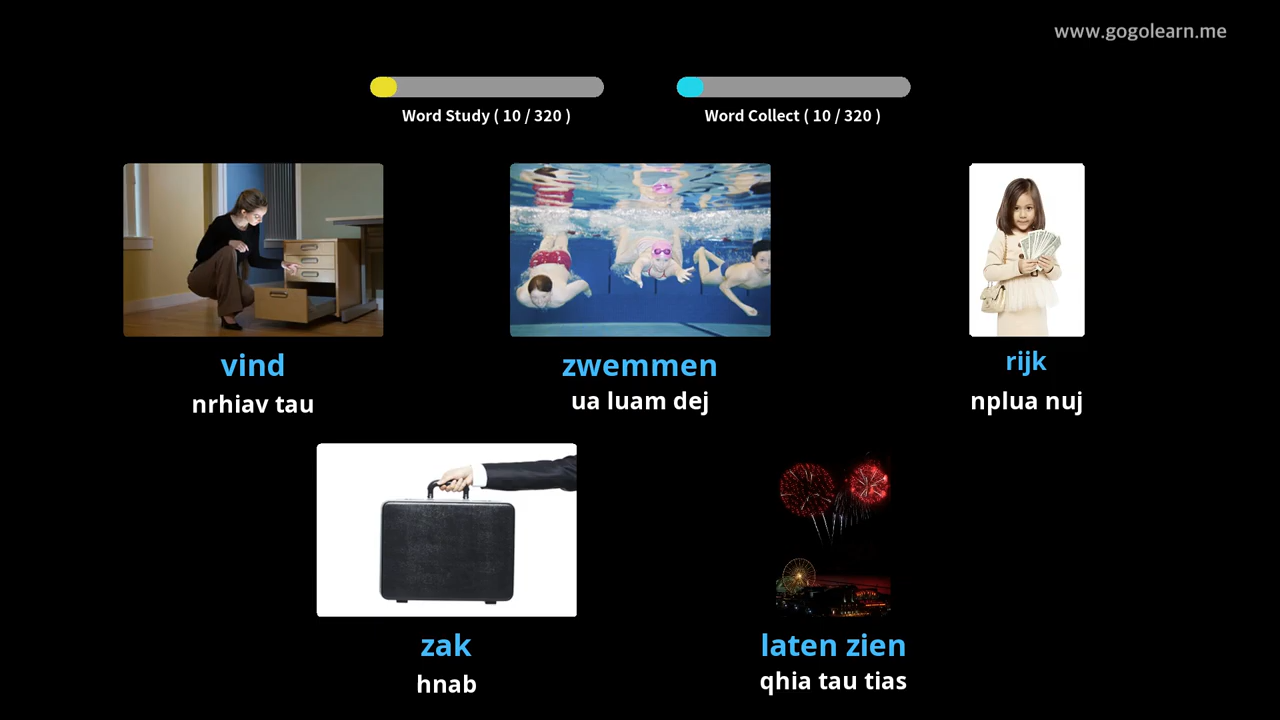 www.gogolearn.me
Word Study ( 10 / 320 )
Word Collect ( 10 / 320 )
vind
nrhiav tau
zwemmen
ua luam dej
rijk
nplua nuj
zak
hnab
laten zien
qhia tau tias